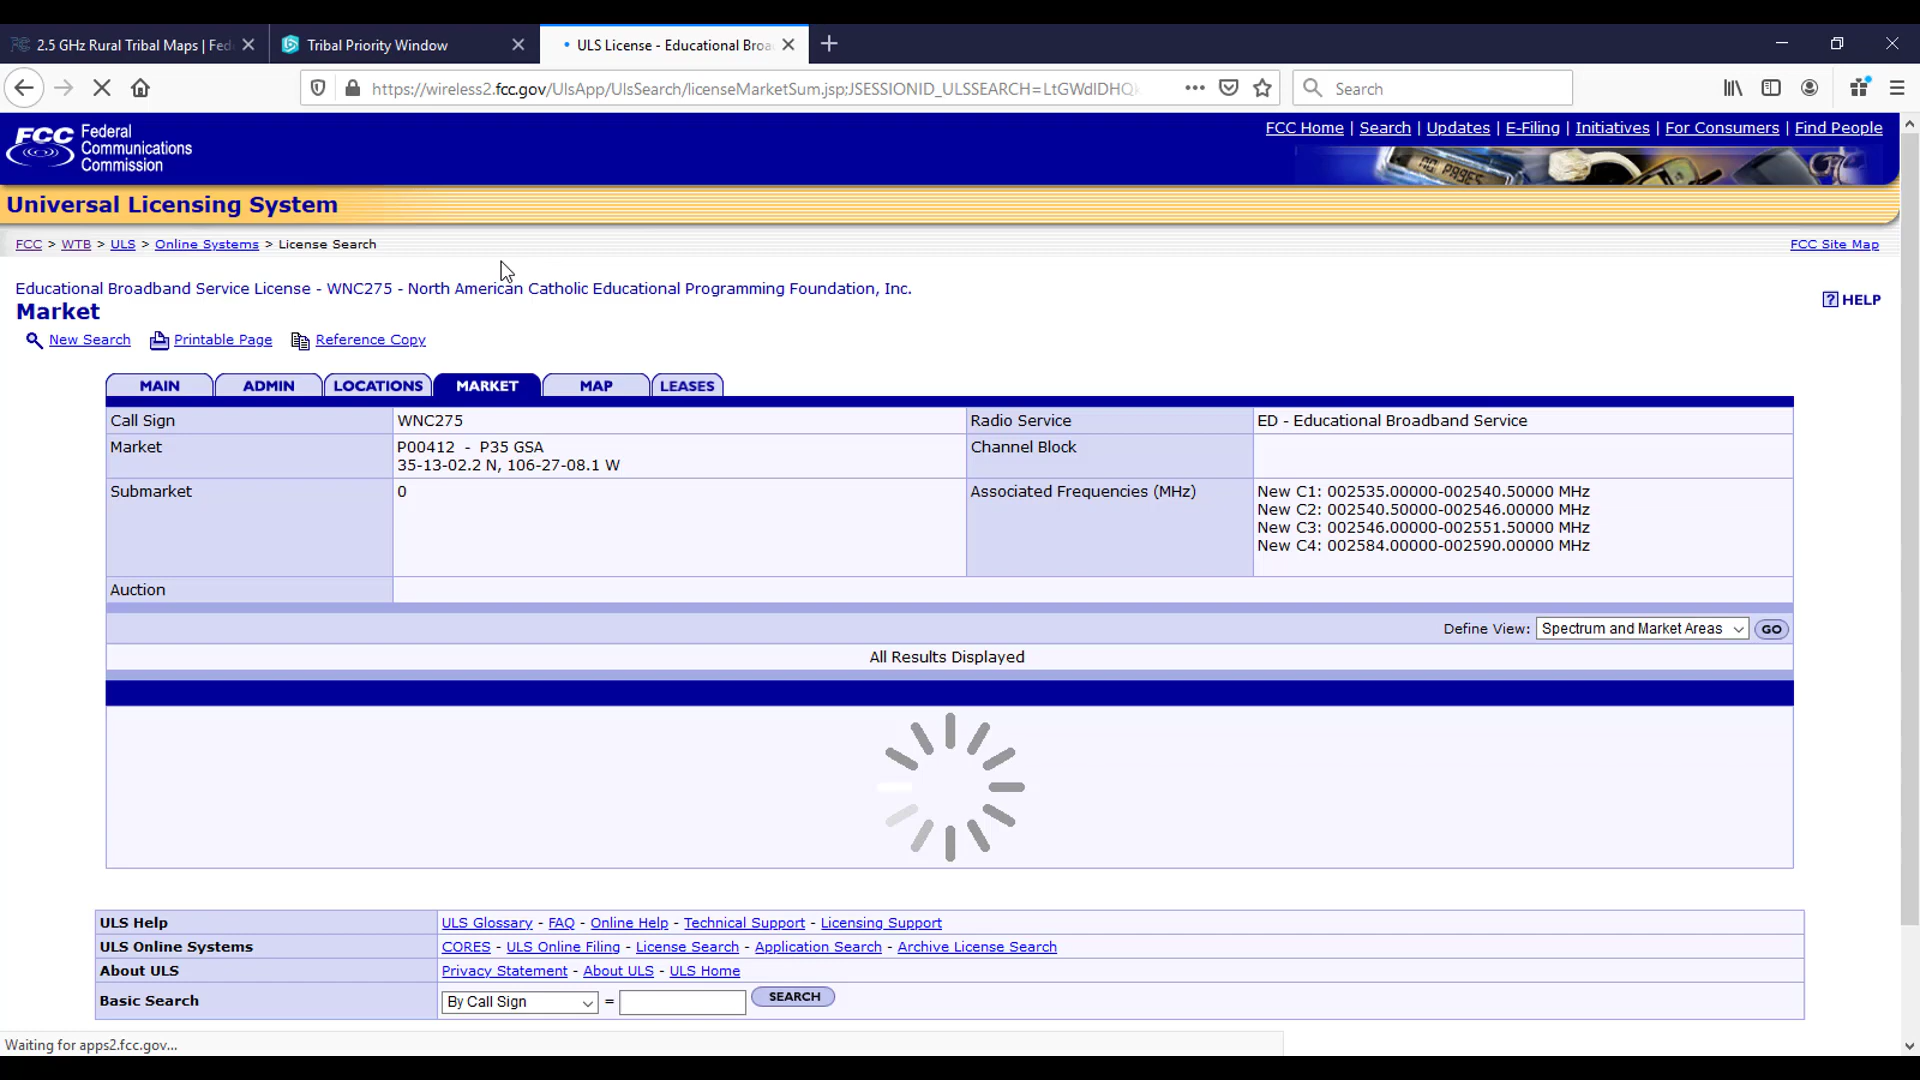 2.5 GHz Rural Tribal Maps | Fed
Tribal Priority Window
ULS License - Educational Broa
https://wireless2.fcc.gov/UlsApp/UlsSearch/licenseMarketSum.jsp;JSESSIONID_ULSSEARCH=LtGWdIDHQk
Search
FCC Federal Communications Commission
FCC Home | Search | Updates | E-Filing | Initiatives | For Consumers | Find People
NO PAGES
Universal Licensing System
FCC > WTB > ULS > Online Systems > License Search
FCC Site Map
Educational Broadband Service License - WNC275 - North American Catholic Educational Programming Foundation, Inc.
? HELP
Market
New Search Printable Page Reference Copy
MAIN ADMIN LOCATIONS MARKET MAP LEASES
Call Sign WNC275 Radio Service ED - Educational Broadband Service
Market P00412 - P35 GSA Channel Block
35-13-02.2 N, 106-27-08.1 W
Submarket 0 Associated Frequencies (MHz) New C1: 002535.00000-002540.50000 MHz
New C2: 002540.50000-002546.00000 MHz
New C3: 002546.00000-002551.50000 MHz
New C4: 002584.00000-002590.00000 MHz
Auction
Define View: Spectrum and Market Areas GO
All Results Displayed
ULS Help ULS Glossary - FAQ - Online Help - Technical Support - Licensing Support
ULS Online Systems CORES - ULS Online Filing - License Search - Application Search - Archive License Search
About ULS Privacy Statement - About ULS - ULS Home
Basic Search By Call Sign = SEARCH
Waiting for apps2.fcc.gov...